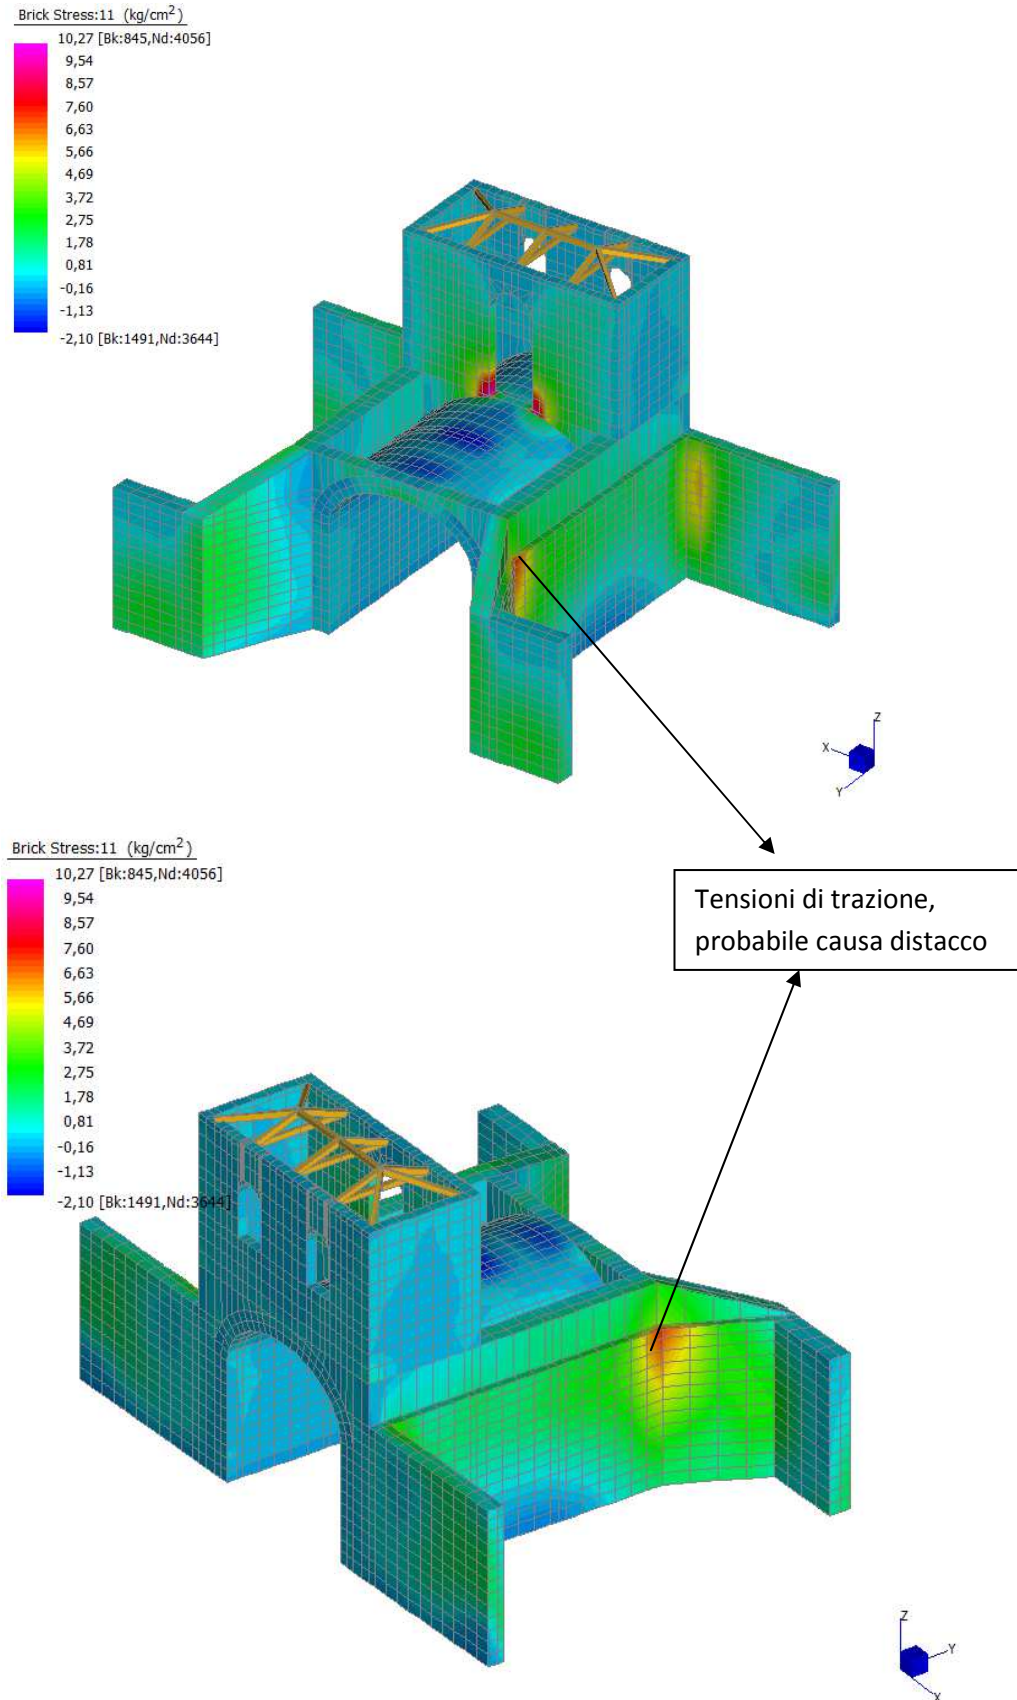 Brick Stress:11 (kg/cm²)
10,27 [Bk:845,Nd:4056]
9,54
8,57
7,60
6,63
5,66
4,69
3,72
2,75
1,78
0,81
-0,16
-1,13
-2,10 [Bk:1491,Nd:3644]
Z
X
Y
Brick Stress:11 (kg/cm²)
10,27 [Bk:845,Nd:4056]
9,54
8,57
7,60
6,63
5,66
4,69
3,72
2,75
1,78
0,81
-0,16
-1,13
-2,10 [Bk:1491,Nd:3644]
Tensioni di trazione,
probabile causa distacco
Z
Y
X